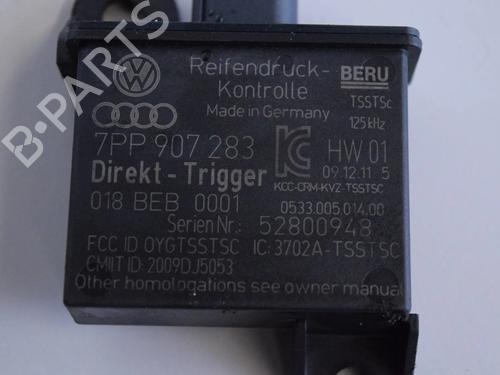 Reifendruck-
Kontrolle
Made in Germany
BERU
TSSTSc
125kHz
7PP 907 283
HW 01
09.12.11 5
Direkt - Trigger
KCC-CRM-KVZ-TSSTSC
018 BEB 0001
0533.005.014.00
Serien Nr.: 52800948
FCC ID OYGTSSTSC IC: 3702A-TSSTSC
CMIIT ID: 2009DJ5053
Other homologations see owner manual
B-PARTS